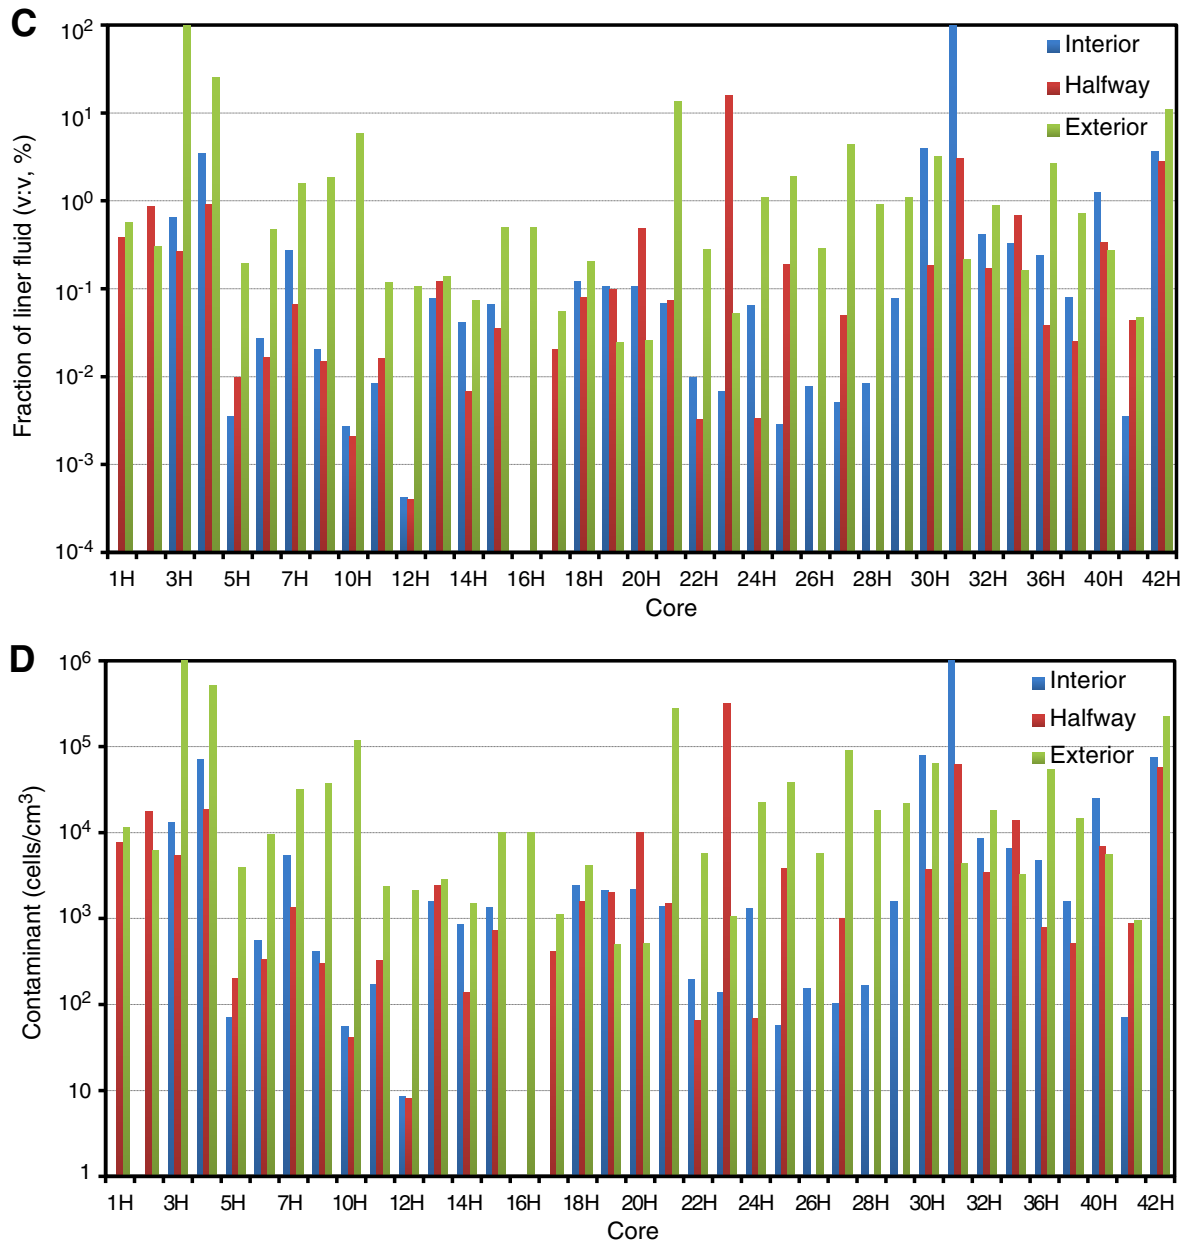 C
Fraction of liner fluid (v:v, %)
10²
10¹
10⁰
10⁻¹
10⁻²
10⁻³
10⁻⁴
Interior
Halfway
Exterior
1H 3H 5H 7H 10H 12H 14H 16H 18H 20H 22H 24H 26H 28H 30H 32H 36H 40H 42H
Core
D
Contaminant (cells/cm³)
10⁶
10⁵
10⁴
10³
10²
10
1
Interior
Halfway
Exterior
1H 3H 5H 7H 10H 12H 14H 16H 18H 20H 22H 24H 26H 28H 30H 32H 36H 40H 42H
Core